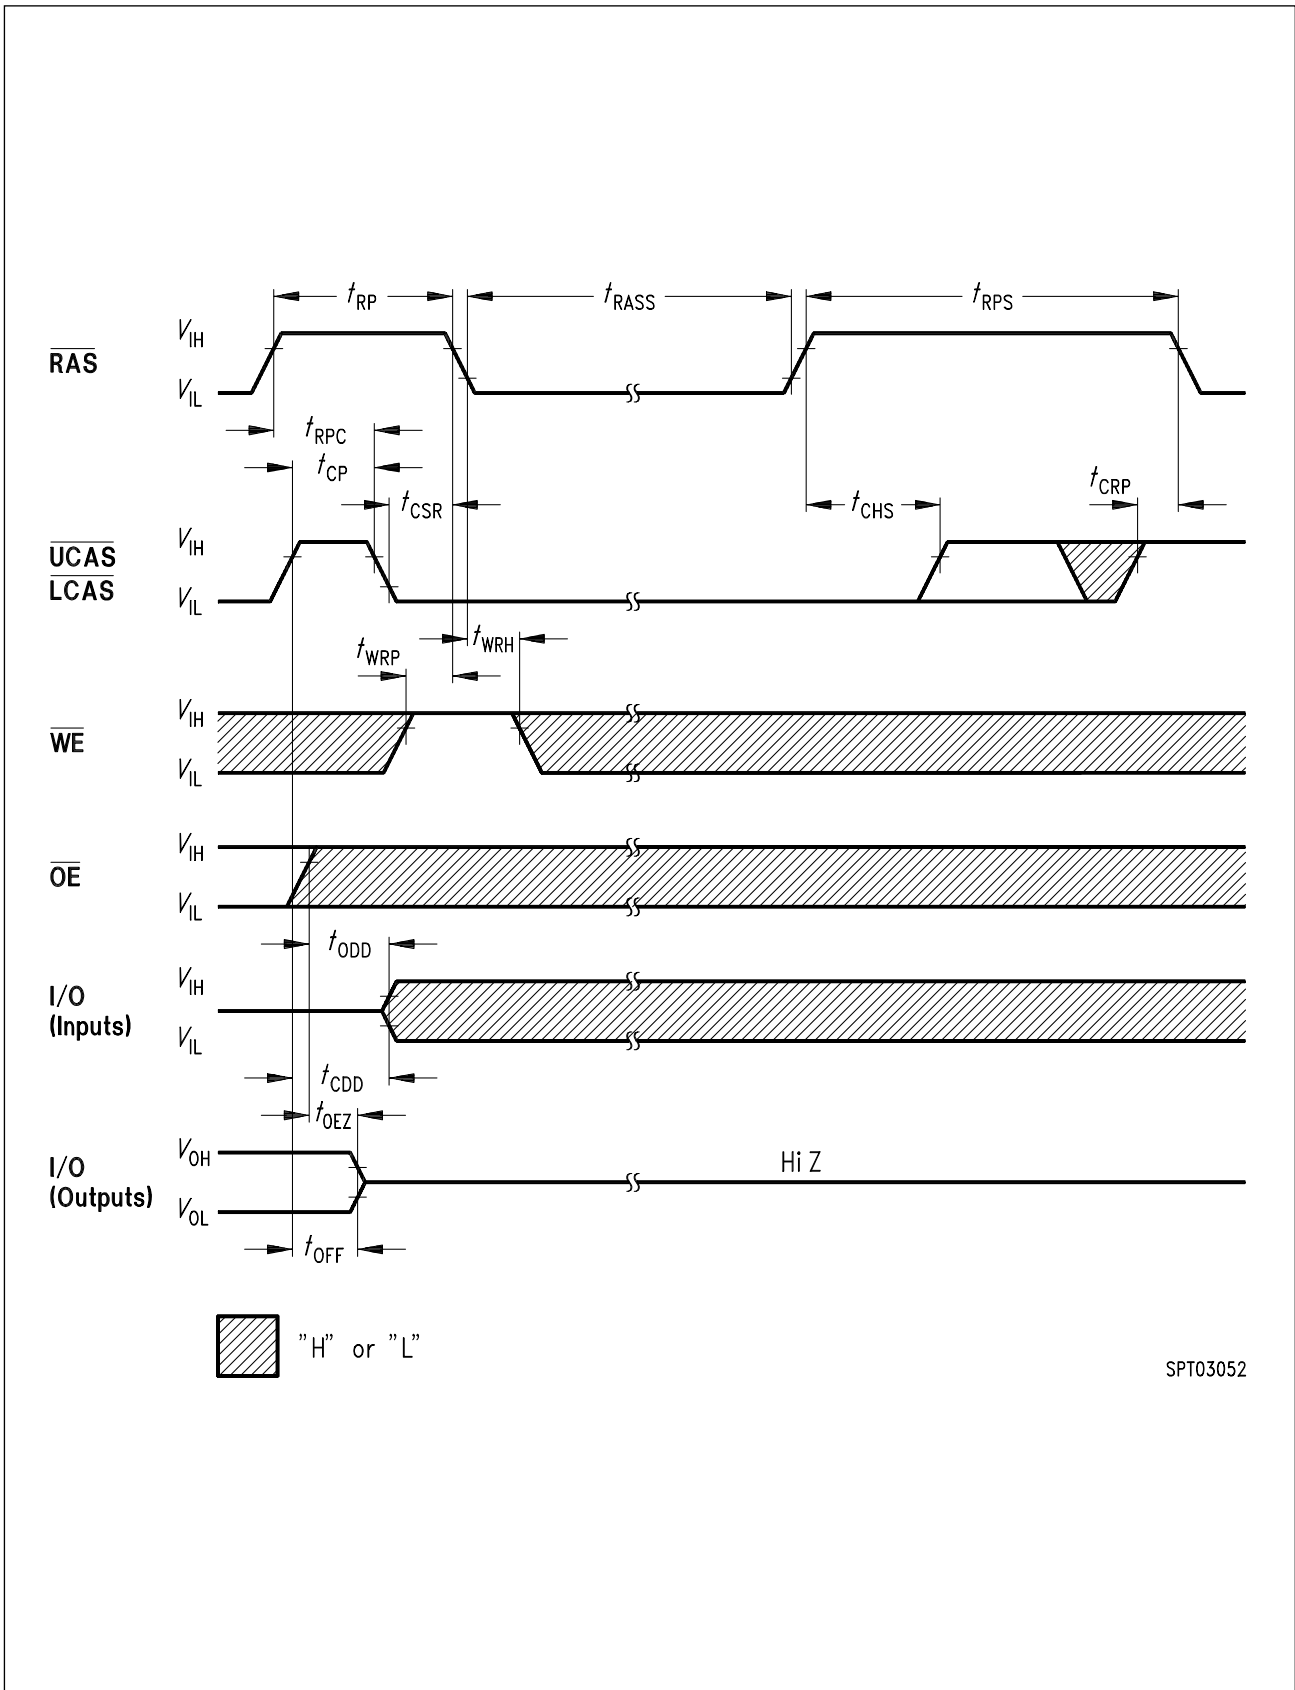 tRP
tRASS
tRPS
RAS
VIH
VIL
tRPC
tCP
tCSR
tCHS
tCRP
UCAS
LCAS
VIH
VIL
tWRP
tWRH
WE
VIH
VIL
OE
VIH
VIL
tODD
I/O
(Inputs)
VIH
VIL
tCDD
tOEZ
I/O
(Outputs)
VOH
VOL
Hi Z
tOFF
"H" or "L"
SPT03052